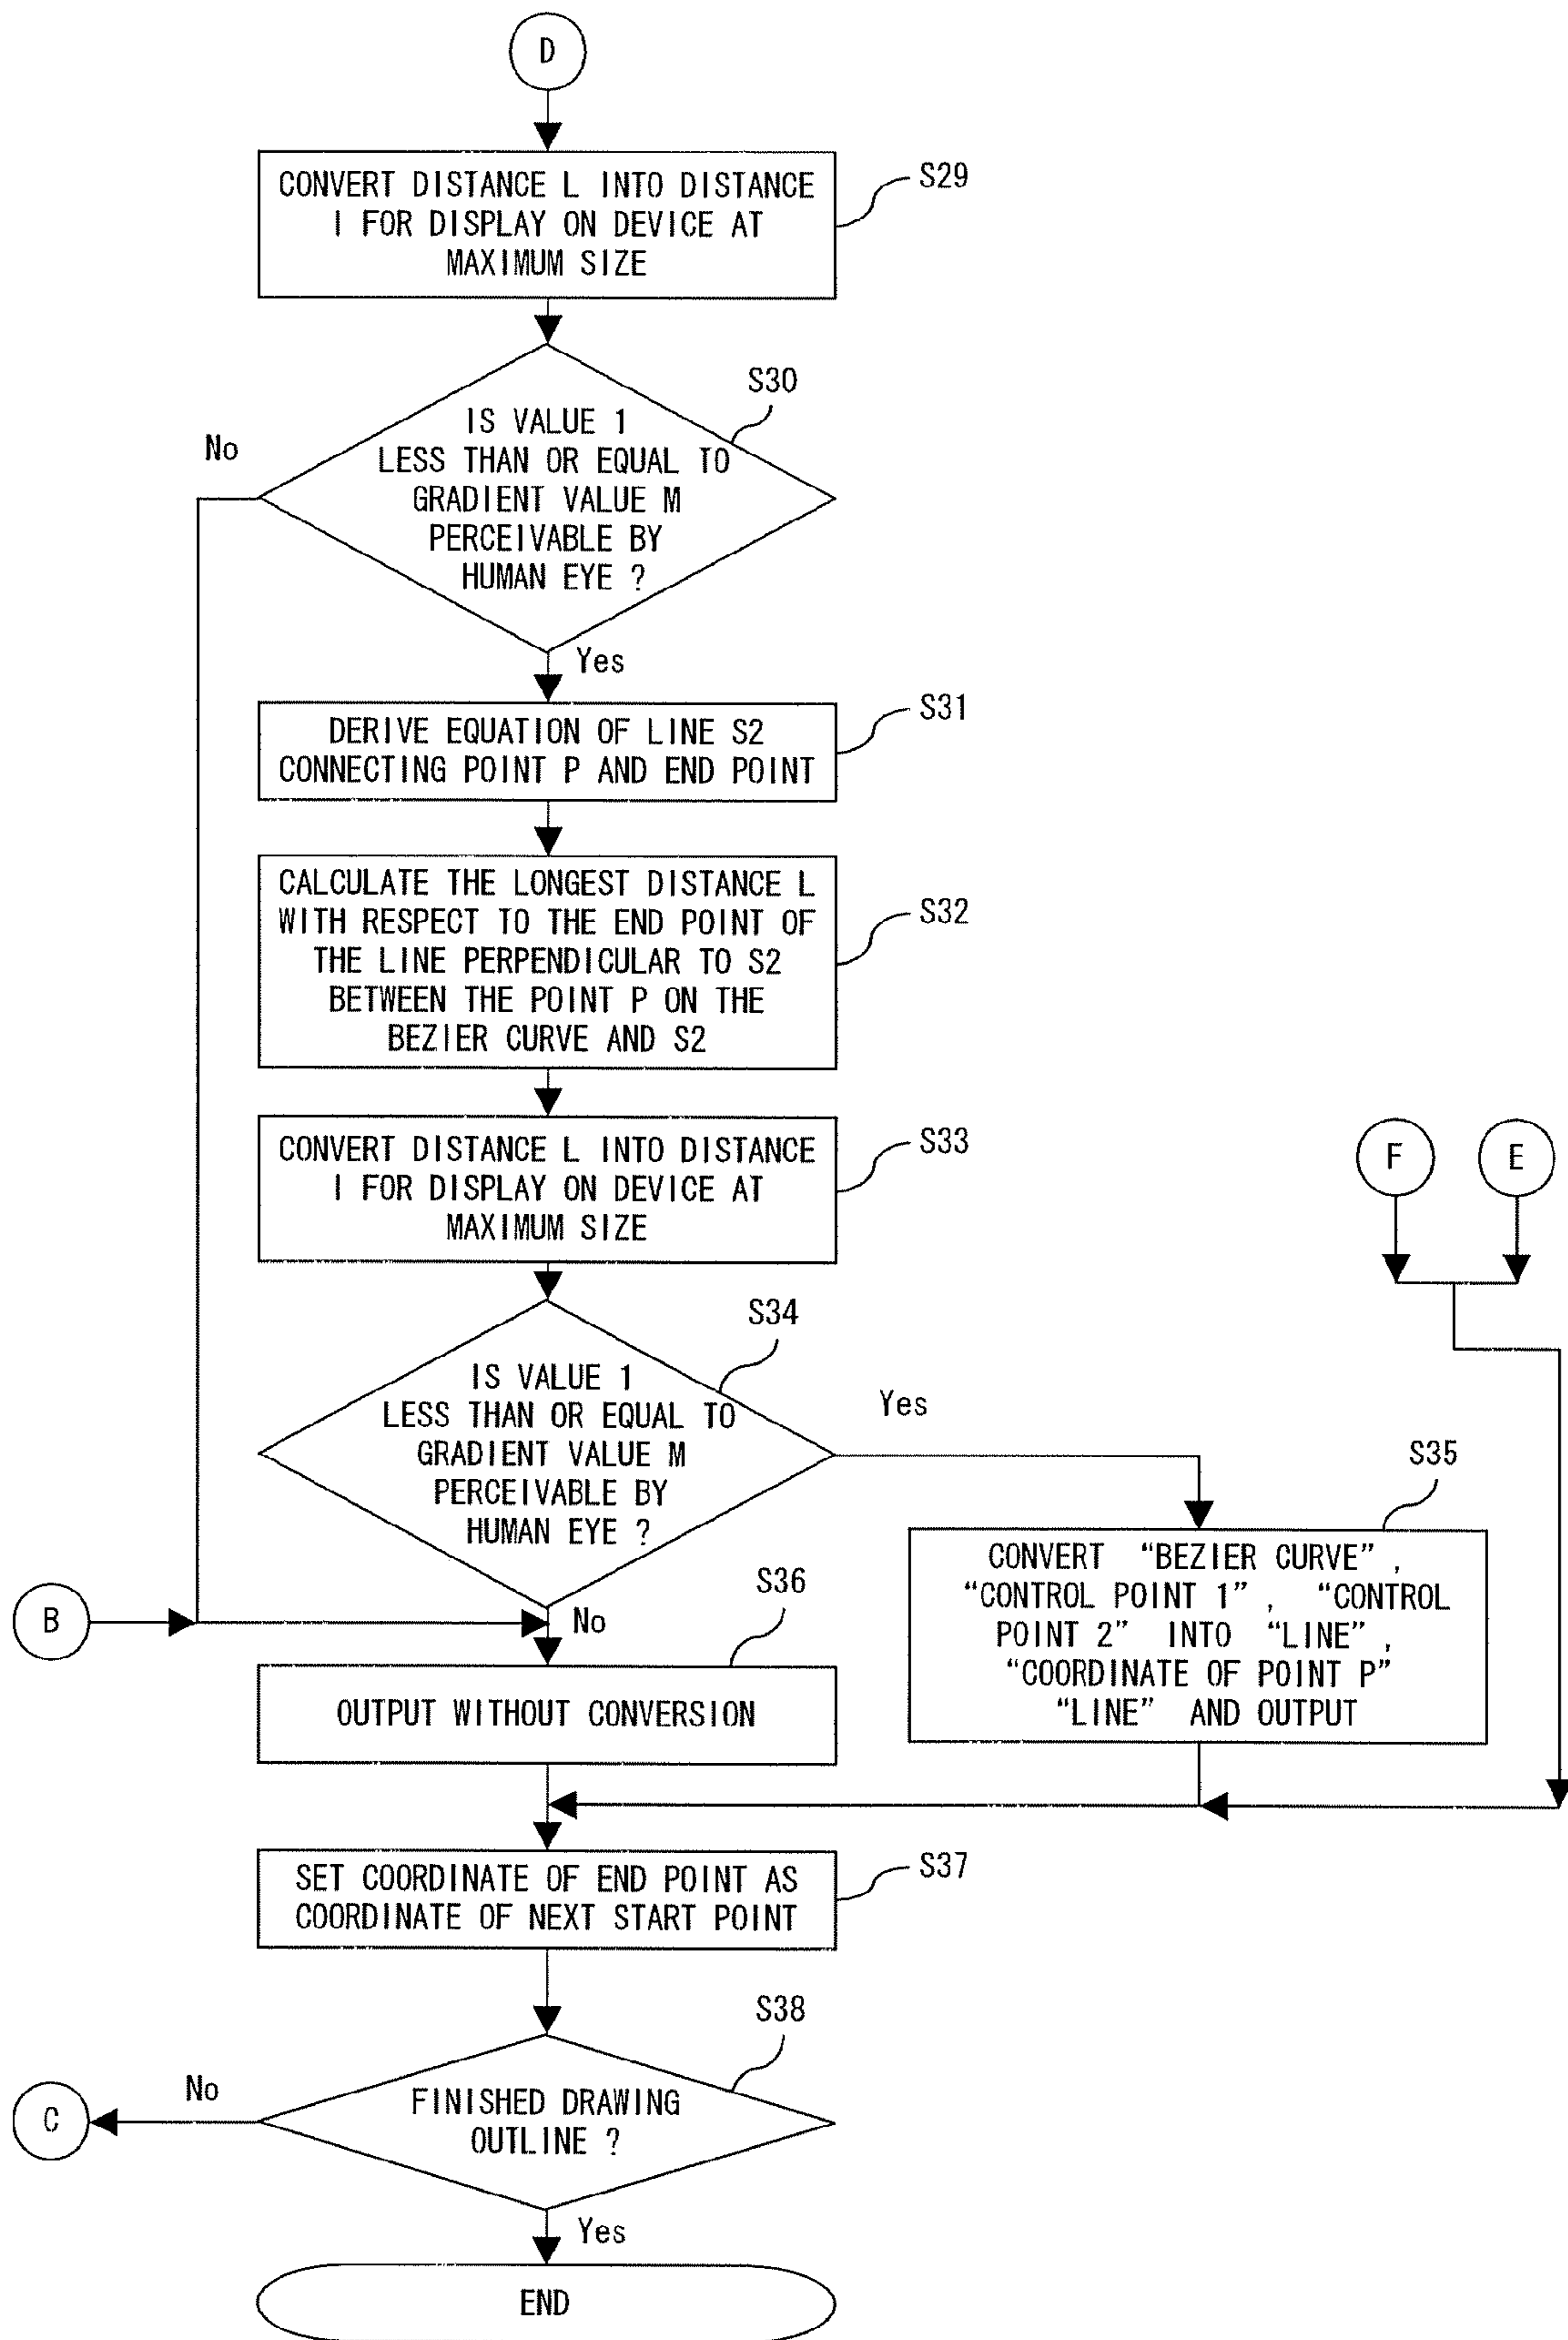 D
CONVERT DISTANCE L INTO DISTANCE
l FOR DISPLAY ON DEVICE AT
MAXIMUM SIZE
S29
S30
IS VALUE 1
LESS THAN OR EQUAL TO
GRADIENT VALUE M
PERCEIVABLE BY
HUMAN EYE ?
No
Yes
S31
DERIVE EQUATION OF LINE S2
CONNECTING POINT P AND END POINT
CALCULATE THE LONGEST DISTANCE L
WITH RESPECT TO THE END POINT OF
THE LINE PERPENDICULAR TO S2
BETWEEN THE POINT P ON THE
BEZIER CURVE AND S2
S32
CONVERT DISTANCE L INTO DISTANCE
l FOR DISPLAY ON DEVICE AT
MAXIMUM SIZE
S33
F
E
S34
IS VALUE 1
LESS THAN OR EQUAL TO
GRADIENT VALUE M
PERCEIVABLE BY
HUMAN EYE ?
Yes
S35
CONVERT “BEZIER CURVE”,
“CONTROL POINT 1”, “CONTROL
POINT 2” INTO “LINE”,
“COORDINATE OF POINT P”
“LINE” AND OUTPUT
B
No
S36
OUTPUT WITHOUT CONVERSION
S37
SET COORDINATE OF END POINT AS
COORDINATE OF NEXT START POINT
S38
FINISHED DRAWING
OUTLINE ?
No
C
Yes
END